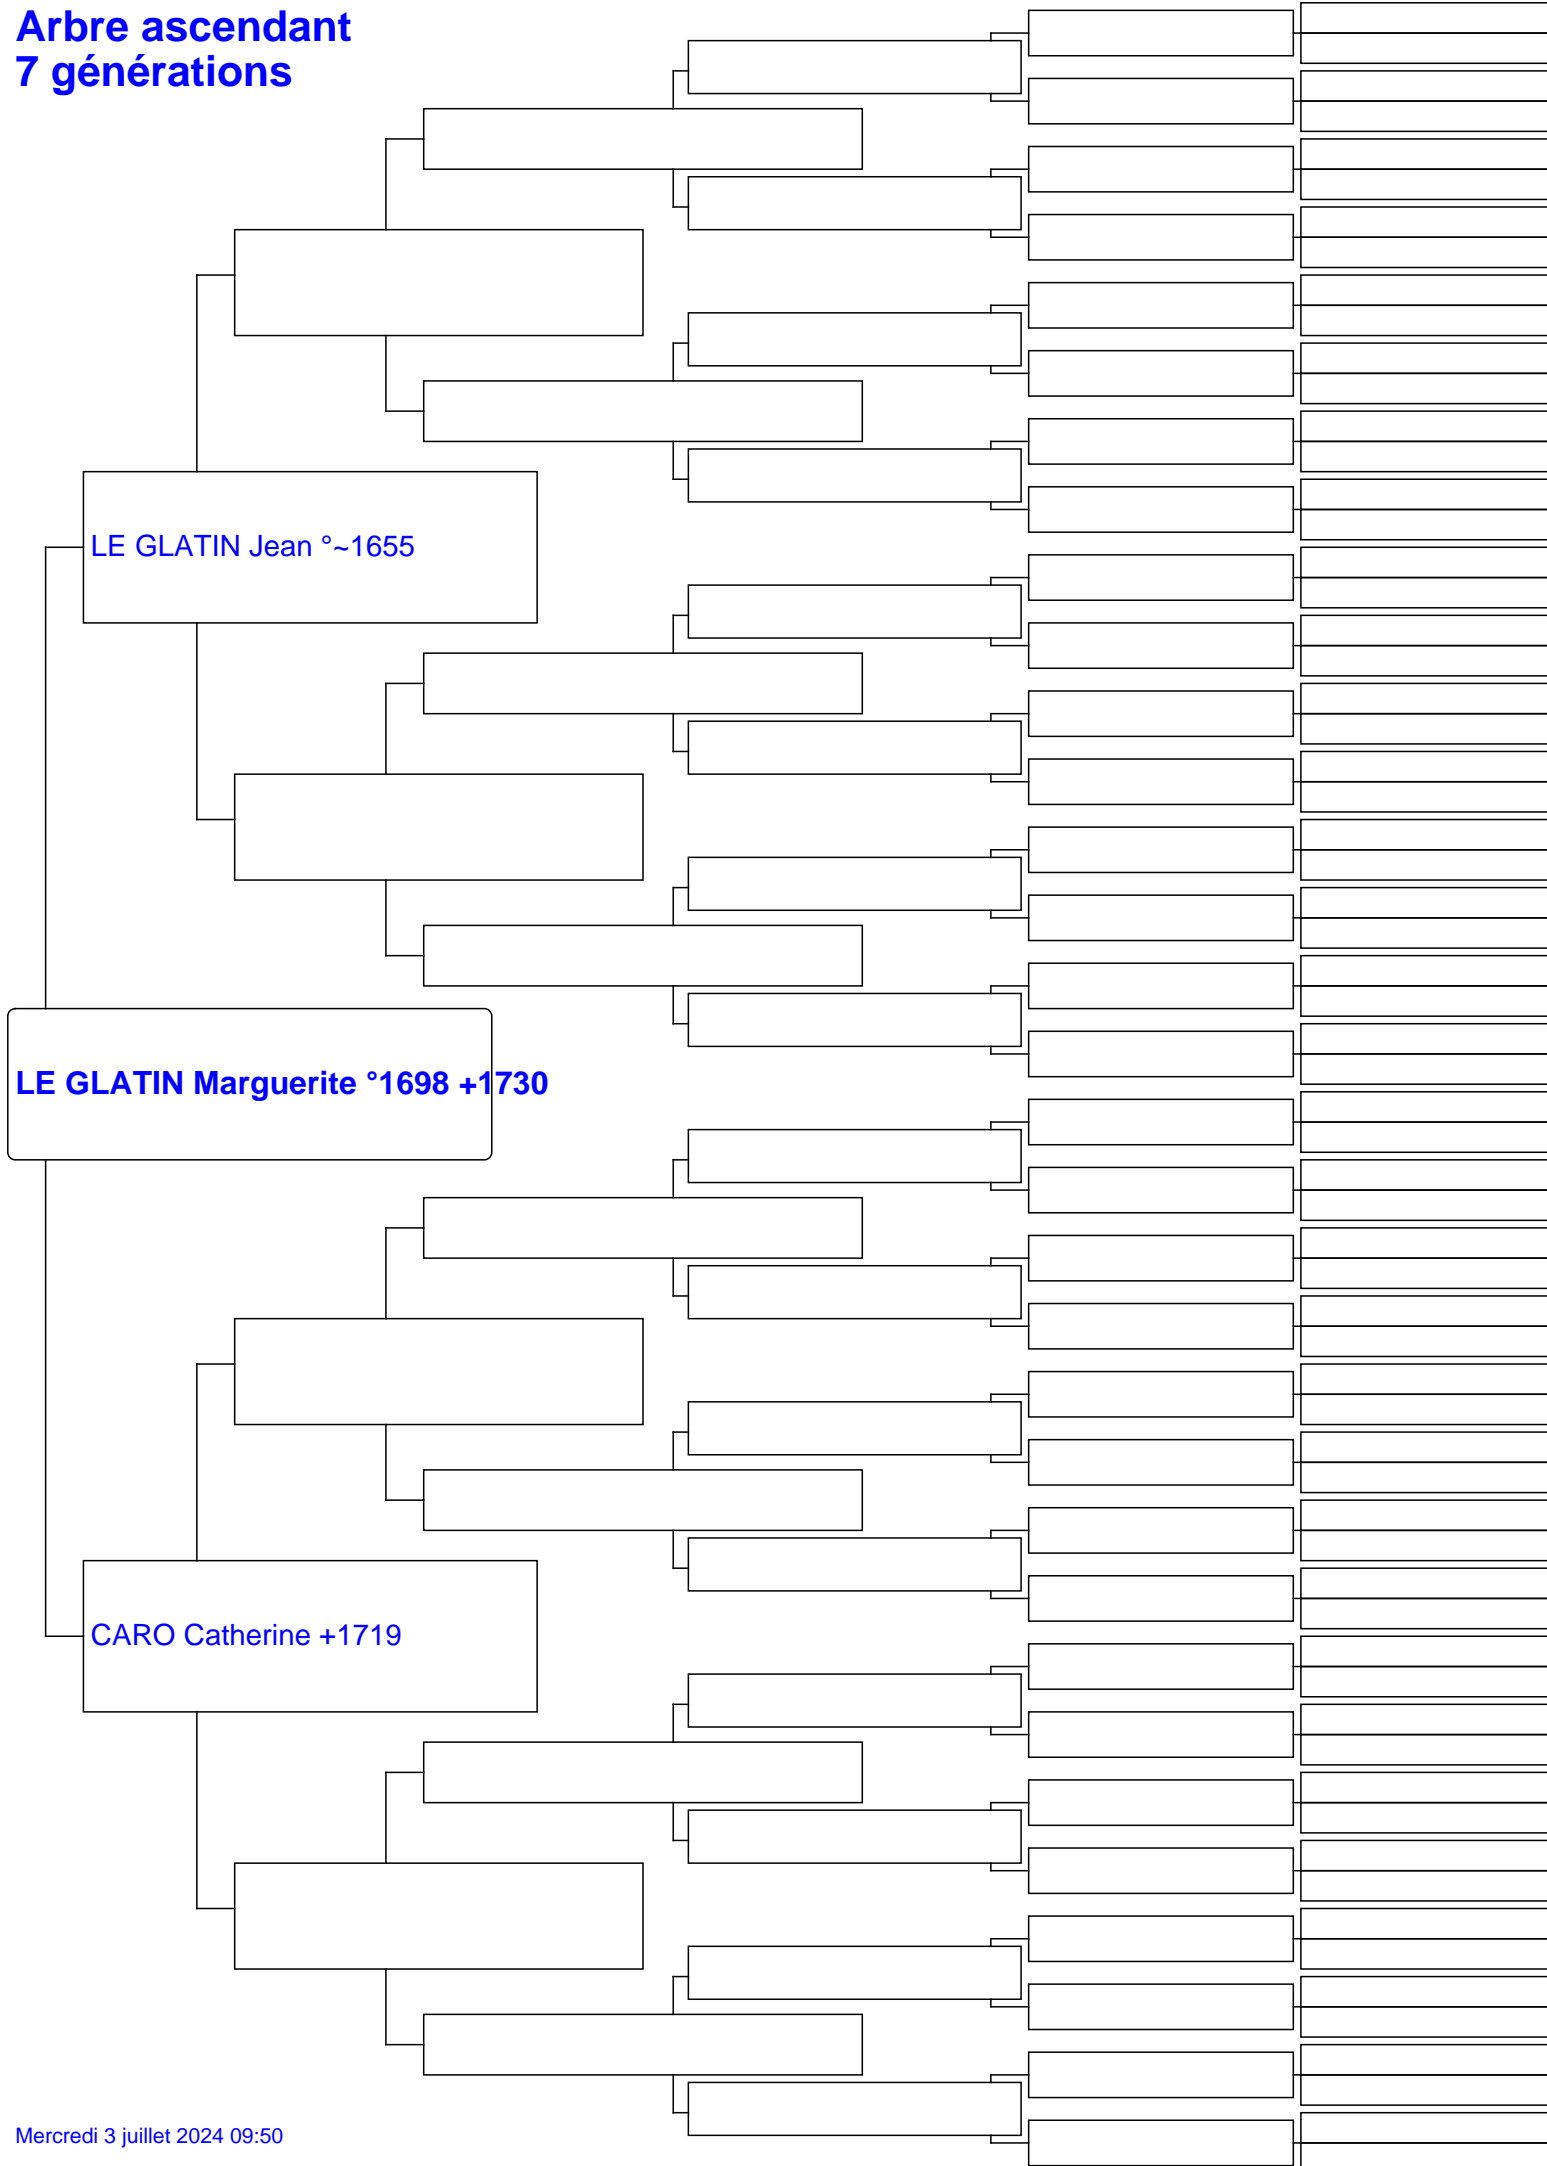 Arbre ascendant
7 générations
LE GLATIN Jean °~1655
LE GLATIN Marguerite °1698 +1730
CARO Catherine +1719
Mercredi 3 juillet 2024 09:50